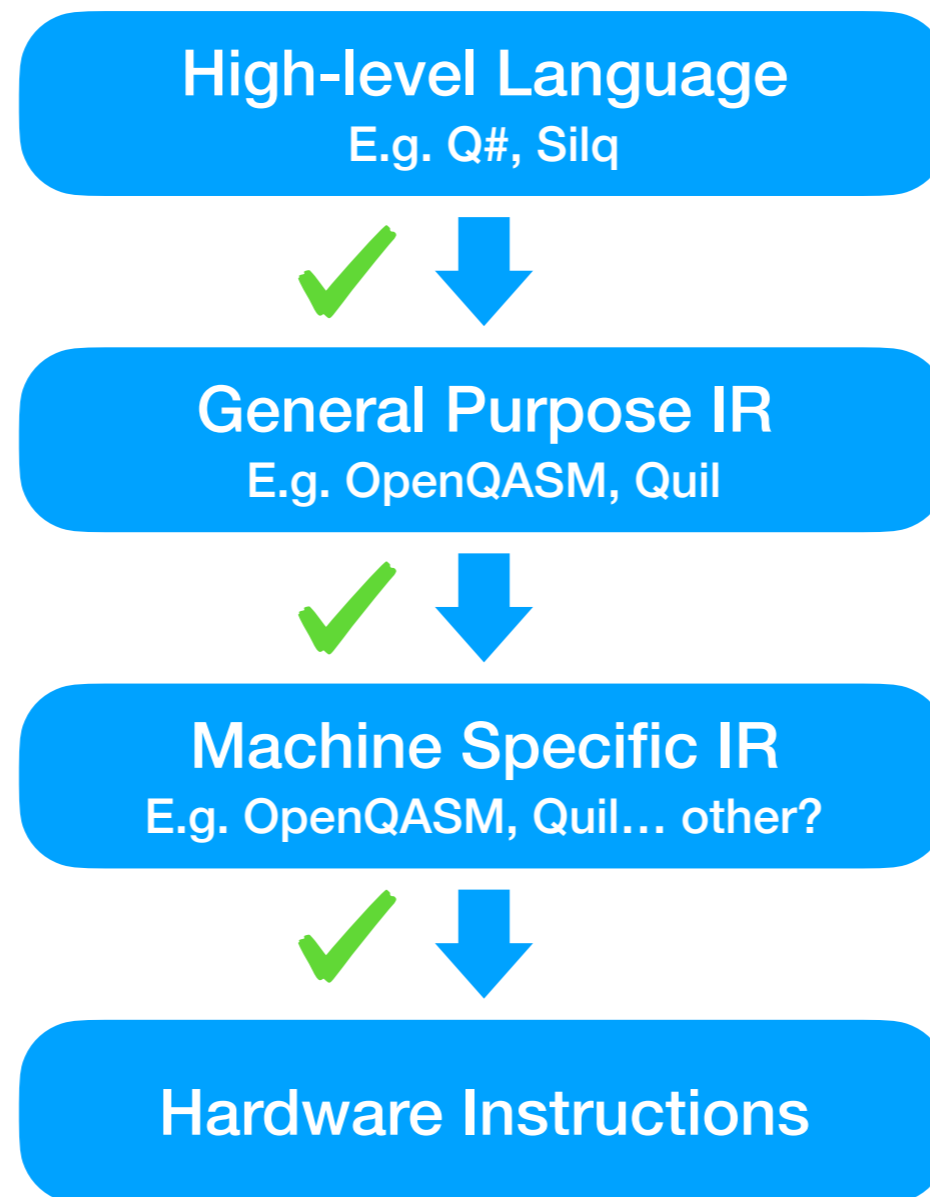 High-level Language
E.g. Q#, Silq
General Purpose IR
E.g. OpenQASM, Quil
Machine Specific IR
E.g. OpenQASM, Quil… other?
Hardware Instructions